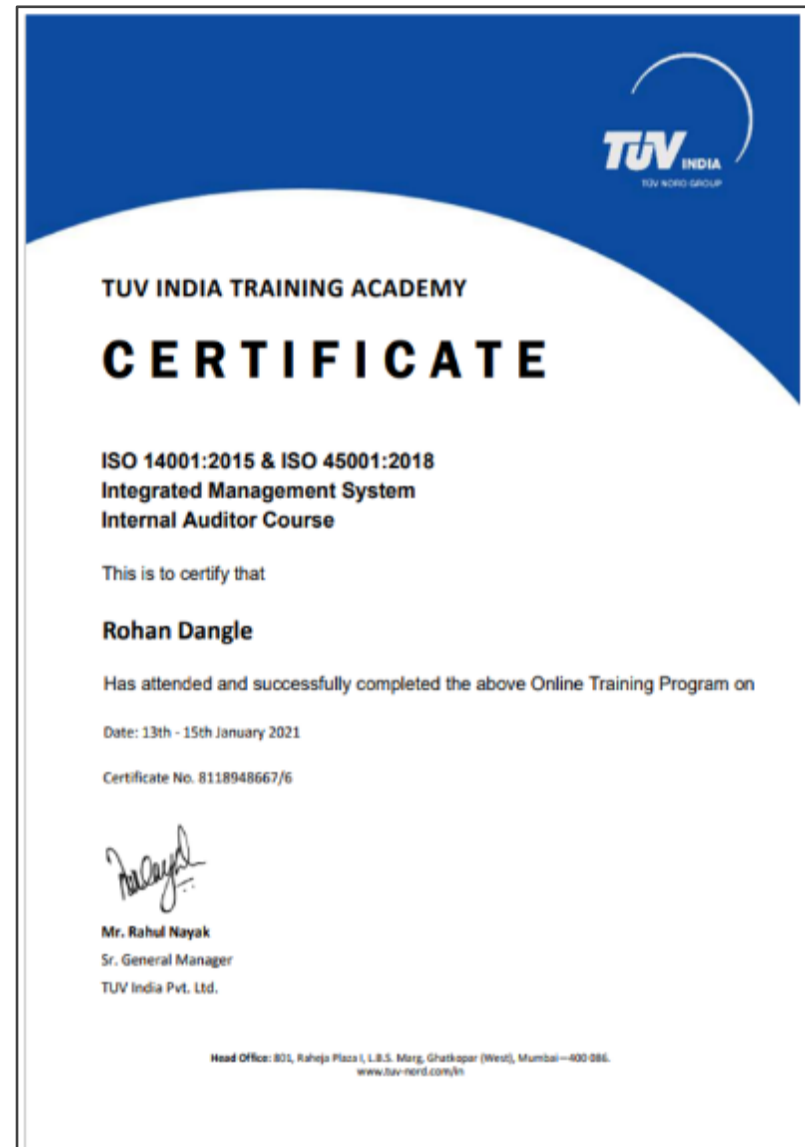 TÜV INDIA
TÜV NORD GROUP
TUV INDIA TRAINING ACADEMY
CERTIFICATE
ISO 14001:2015 & ISO 45001:2018
Integrated Management System
Internal Auditor Course
This is to certify that
Rohan Dangle
Has attended and successfully completed the above Online Training Program on
Date: 13th - 15th January 2021
Certificate No. 8118948667/6
Mr. Rahul Nayak
Sr. General Manager
TUV India Pvt. Ltd.
Head Office: 801, Raheja Plaza I, L.B.S. Marg, Ghatkopar (West), Mumbai—400 086.
www.tuv-nord.com/in